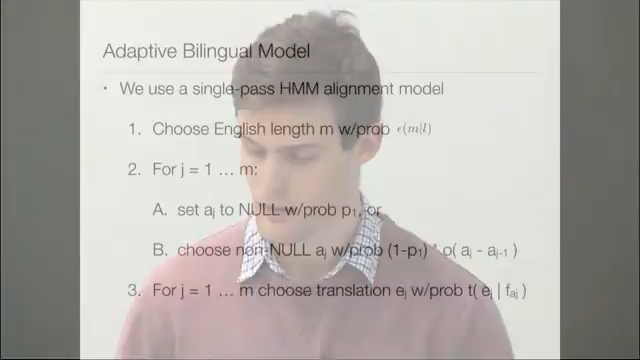 Adaptive Bilingual Model
• We use a single-pass HMM alignment model
1. Choose English length m w/prob ϵ(m|l)
2. For j = 1 … m:
A. set aj to NULL w/prob p1, or
B. choose non-NULL aj w/prob (1-p1) * o( aj - aj-1 )
3. For j = 1 … m choose translation ej w/prob t( ej | faj )